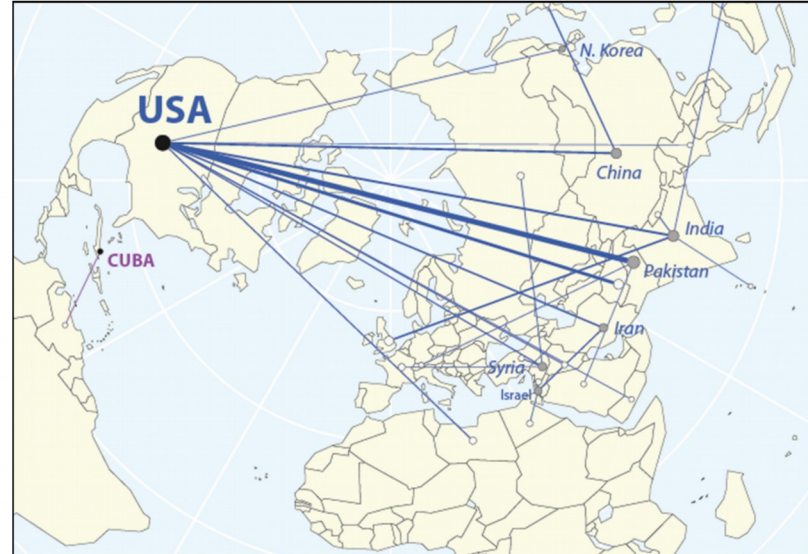 N. Korea
USA
China
India
CUBA
Pakistan
Iran
Syria
Israel